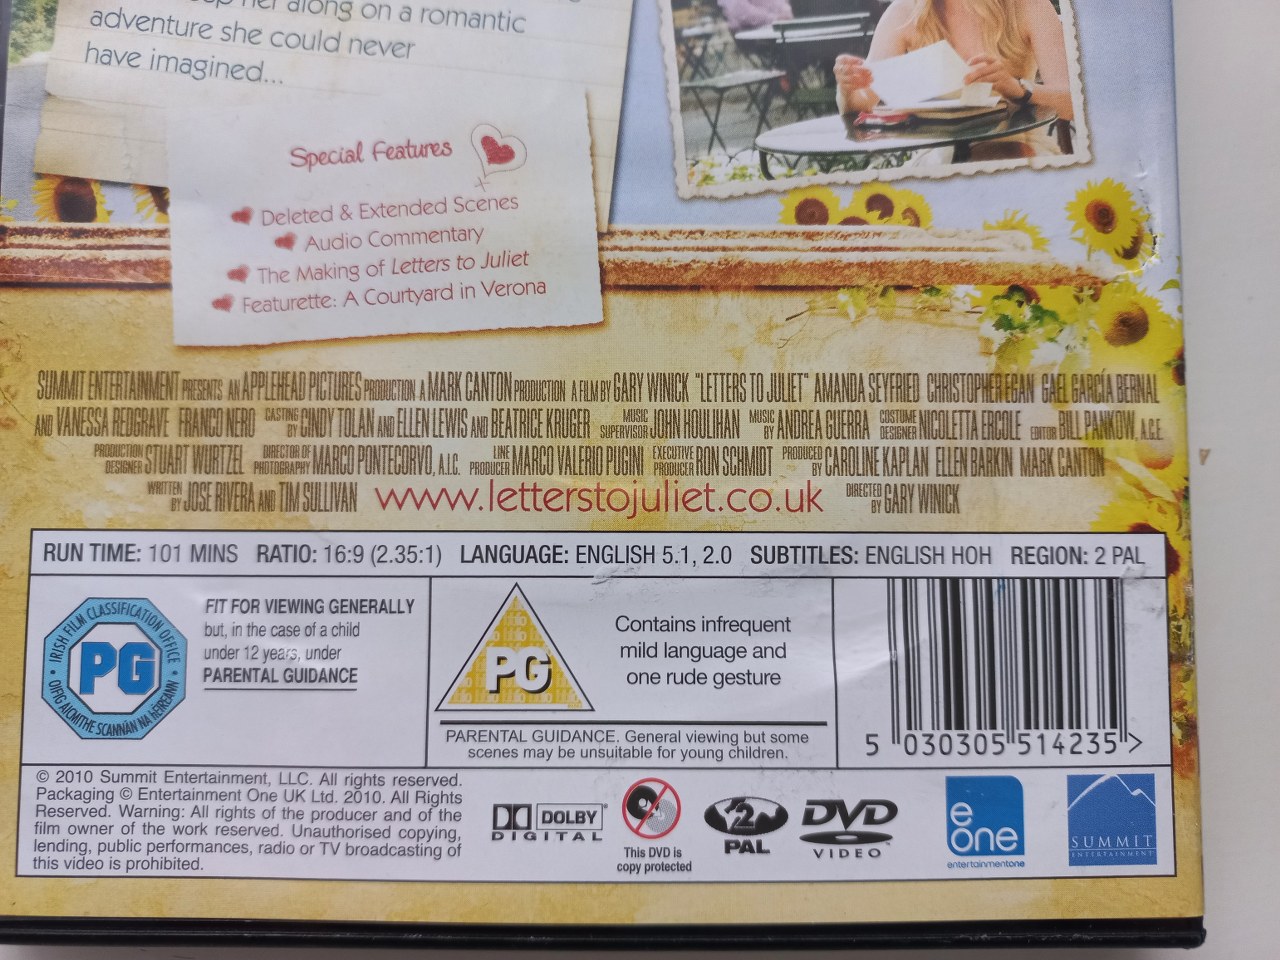 her along on a romantic
adventure she could never
have imagined...
Special Features
Deleted & Extended Scenes
Audio Commentary
The Making of Letters to Juliet
Featurette: A Courtyard in Verona
SUMMIT ENTERTAINMENT PRESENTS AN APPLEHEAD PICTURES PRODUCTION A MARK CANTON PRODUCTION A FILM BY GARY WINICK "LETTERS TO JULIET" AMANDA SEYFRIED CHRISTOPHER EGAN GAEL GARCÍA BERNAL
AND VANESSA REDGRAVE FRANCO NERO CASTING BY CINDY TOLAN AND ELLEN LEWIS AND BEATRICE KRUGER MUSIC SUPERVISOR JOHN HOULIHAN MUSIC BY ANDREA GUERRA COSTUME DESIGNER NICOLETTA ERCOLE EDITOR BILL PANKOW, A.C.E.
PRODUCTION DESIGNER STUART WURTZEL DIRECTOR OF PHOTOGRAPHY MARCO PONTECORVO, A.I.C. LINE PRODUCER MARCO VALERIO PUGINI EXECUTIVE PRODUCER RON SCHMIDT PRODUCED BY CAROLINE KAPLAN ELLEN BARKIN MARK CANTON
WRITTEN BY JOSE RIVERA AND TIM SULLIVAN www.letterstojuliet.co.uk DIRECTED BY GARY WINICK
RUN TIME: 101 MINS RATIO: 16:9 (2.35:1) LANGUAGE: ENGLISH 5.1, 2.0 SUBTITLES: ENGLISH HOH REGION: 2 PAL
IRISH FILM CLASSIFICATION OFFICE
PG
OIFIG AICMITHE SCANNÁN NA hÉIREANN
FIT FOR VIEWING GENERALLY
but, in the case of a child
under 12 years, under
PARENTAL GUIDANCE
PG
Contains infrequent
mild language and
one rude gesture
PARENTAL GUIDANCE. General viewing but some
scenes may be unsuitable for young children.
5 030305 514235 >
© 2010 Summit Entertainment, LLC. All rights reserved.
Packaging © Entertainment One UK Ltd. 2010. All Rights
Reserved. Warning: All rights of the producer and of the
film owner of the work reserved. Unauthorised copying,
lending, public performances, radio or TV broadcasting of
this video is prohibited.
DOLBY
DIGITAL
This DVD is
copy protected
2
PAL
DVD
VIDEO
e
one
entertainmentone
SUMMIT
ENTERTAINMENT